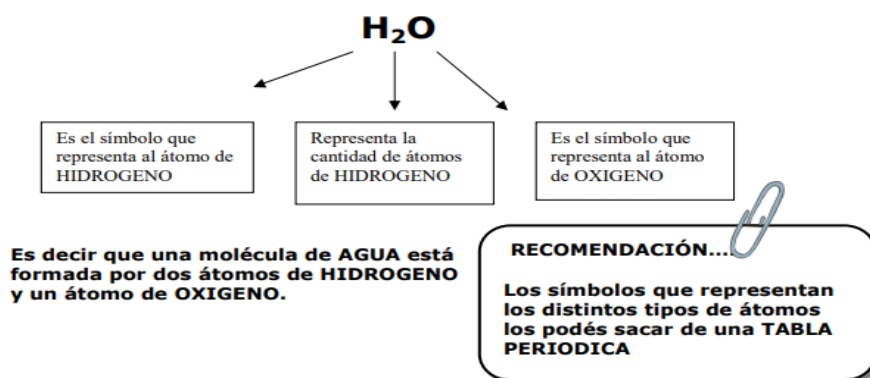 H₂O
Es el símbolo que
representa al átomo de
HIDROGENO
Representa la
cantidad de átomos
de HIDROGENO
Es el símbolo que
representa al átomo
de OXIGENO
Es decir que una molécula de AGUA está
formada por dos átomos de HIDROGENO
y un átomo de OXIGENO.
RECOMENDACIÓN....
Los símbolos que representan
los distintos tipos de átomos
los podés sacar de una TABLA
PERIODICA